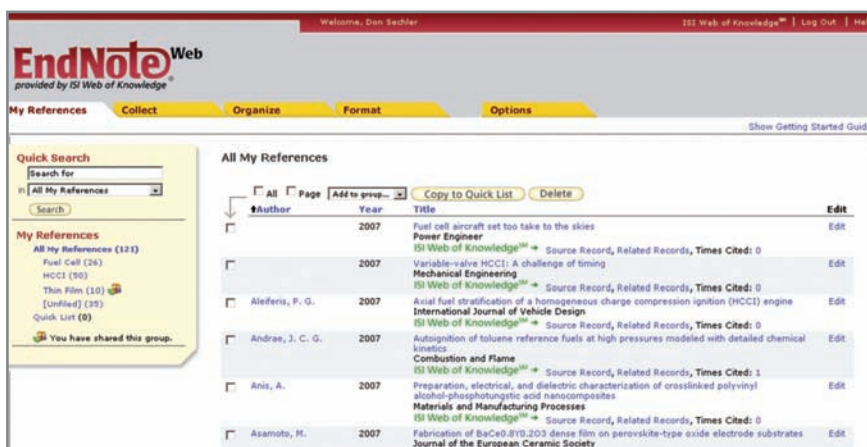 Welcome, Don Sechler
ISI Web of Knowledge℠ | Log Out | Hel
EndNote Web
provided by ISI Web of Knowledge
My References Collect Organize Format Options
Show Getting Started Guid
Quick Search
Search for
in All My References
Search
My References
All My References (121)
Fuel Cell (26)
HCCI (50)
Thin Film (10)
[Unfiled] (35)
Quick List (0)
You have shared this group.
All My References
All Page Add to group... Copy to Quick List Delete
Author Year Title Edit
2007 Fuel cell aircraft set too take to the skies Edit
Power Engineer
ISI Web of Knowledge℠ Source Record, Related Records, Times Cited: 0
2007 Variable-valve HCCI: A challenge of timing Edit
Mechanical Engineering
ISI Web of Knowledge℠ Source Record, Related Records, Times Cited: 0
Aleiferis, P. G. 2007 Axial fuel stratification of a homogeneous charge compression ignition (HCCI) engine Edit
International Journal of Vehicle Design
ISI Web of Knowledge℠ Source Record, Related Records, Times Cited: 0
Andrae, J. C. G. 2007 Autoignition of toluene reference fuels at high pressures modeled with detailed chemical Edit
kinetics
Combustion and Flame
ISI Web of Knowledge℠ Source Record, Related Records, Times Cited: 1
Anis, A. 2007 Preparation, electrical, and dielectric characterization of crosslinked polyvinyl Edit
alcohol-phosphotungstic acid nanocomposites
Materials and Manufacturing Processes
ISI Web of Knowledge℠ Source Record, Related Records, Times Cited: 0
Asamoto, M. 2007 Fabrication of BaCe0.8Y0.2O3 dense film on perovskite-type oxide electrode substrates Edit
Journal of the European Ceramic Society